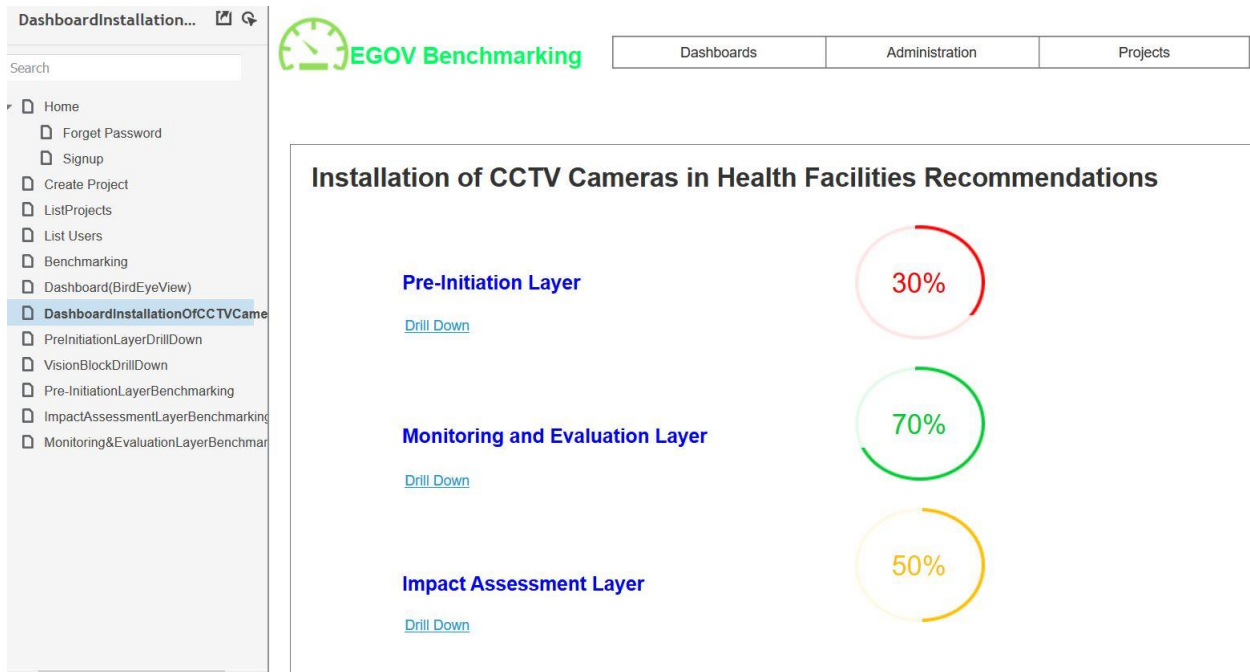 DashboardInstallation...
Search
Home
Forget Password
Signup
Create Project
ListProjects
List Users
Benchmarking
Dashboard(BirdEyeView)
DashboardInstallationOfCCTVCame
PreInitiationLayerDrillDown
VisionBlockDrillDown
Pre-InitiationLayerBenchmarking
ImpactAssessmentLayerBenchmarking
Monitoring&EvaluationLayerBenchmar
EGOV Benchmarking
Dashboards Administration Projects
Installation of CCTV Cameras in Health Facilities Recommendations
Pre-Initiation Layer 30%
Drill Down
Monitoring and Evaluation Layer 70%
Drill Down
Impact Assessment Layer 50%
Drill Down